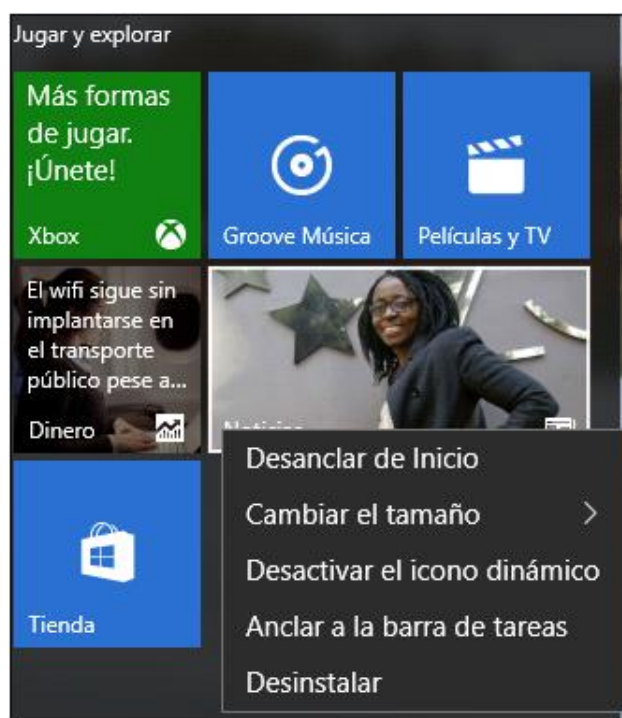 Jugar y explorar
Más formas
de jugar.
¡Únete!
Xbox
Groove Música
Películas y TV
El wifi sigue sin
implantarse en
el transporte
público pese a...
Dinero
Noticias
Desanclar de Inicio
Cambiar el tamaño
Desactivar el icono dinámico
Anclar a la barra de tareas
Desinstalar
Tienda